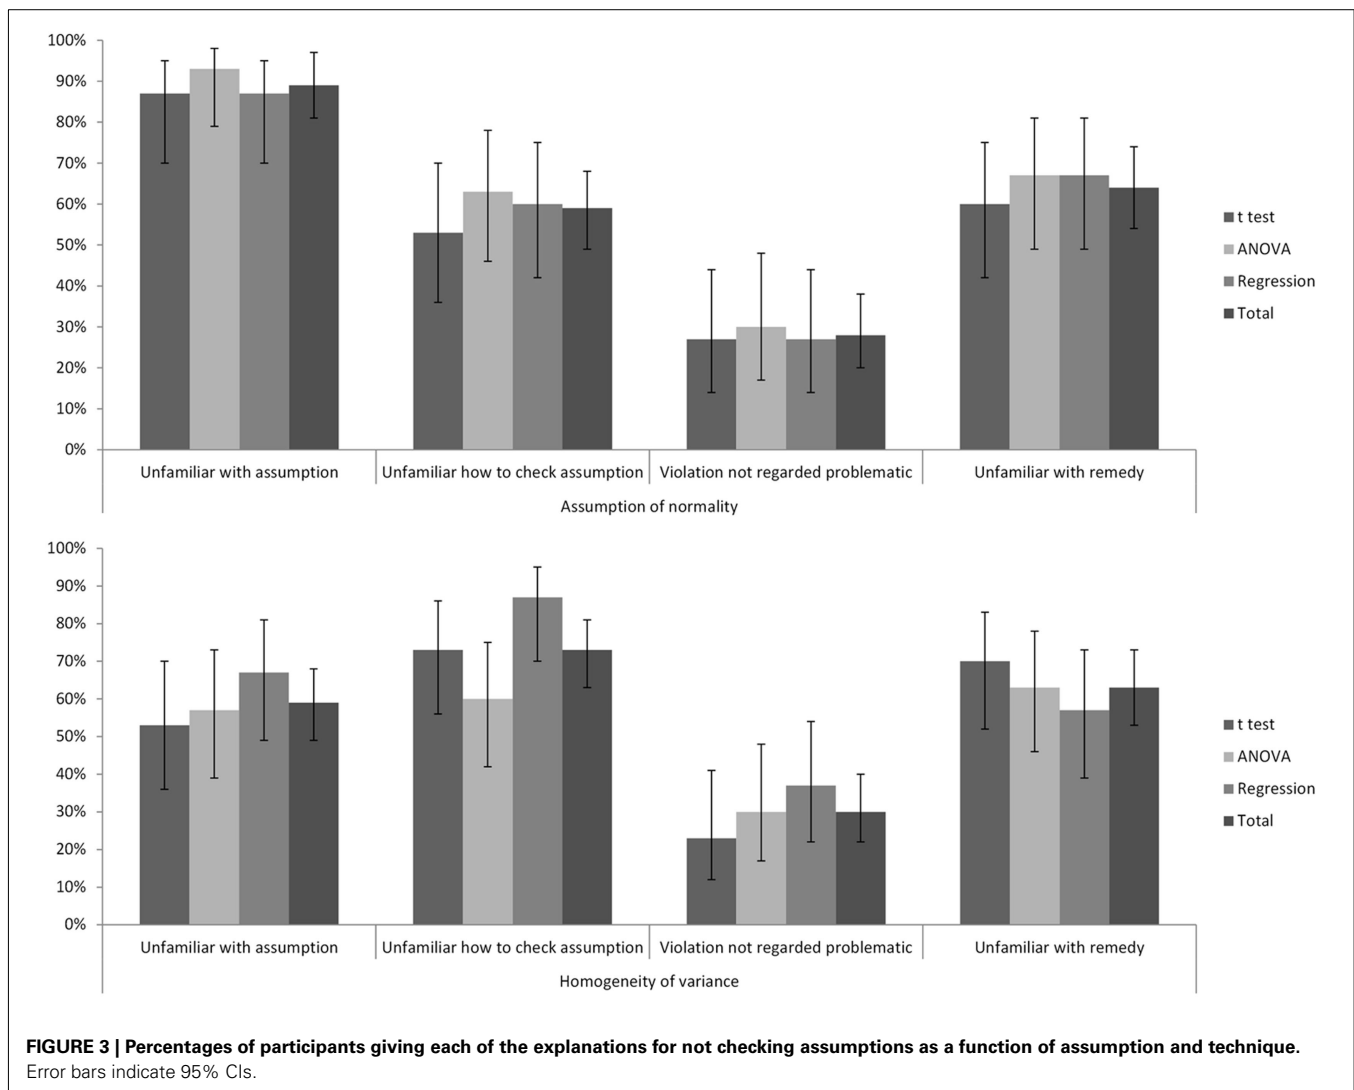 100%
90%
80%
70%
60%
50%
40%
30%
20%
10%
0%
Unfamiliar with assumption
Unfamiliar how to check assumption
Violation not regarded problematic
Unfamiliar with remedy
Assumption of normality
t test
ANOVA
Regression
Total
100%
90%
80%
70%
60%
50%
40%
30%
20%
10%
0%
Unfamiliar with assumption
Unfamiliar how to check assumption
Violation not regarded problematic
Unfamiliar with remedy
Homogeneity of variance
t test
ANOVA
Regression
Total
FIGURE 3 | Percentages of participants giving each of the explanations for not checking assumptions as a function of assumption and technique.
Error bars indicate 95% CIs.